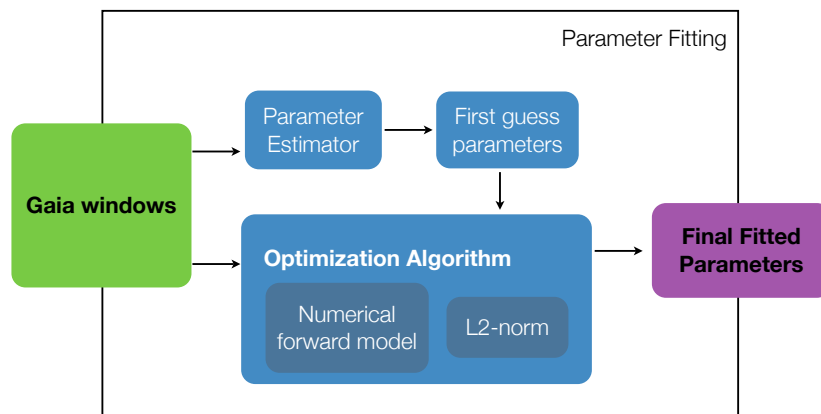 Parameter Fitting
Parameter
Estimator
First guess
parameters
Gaia windows
Optimization Algorithm
Numerical
forward model
L2-norm
Final Fitted
Parameters